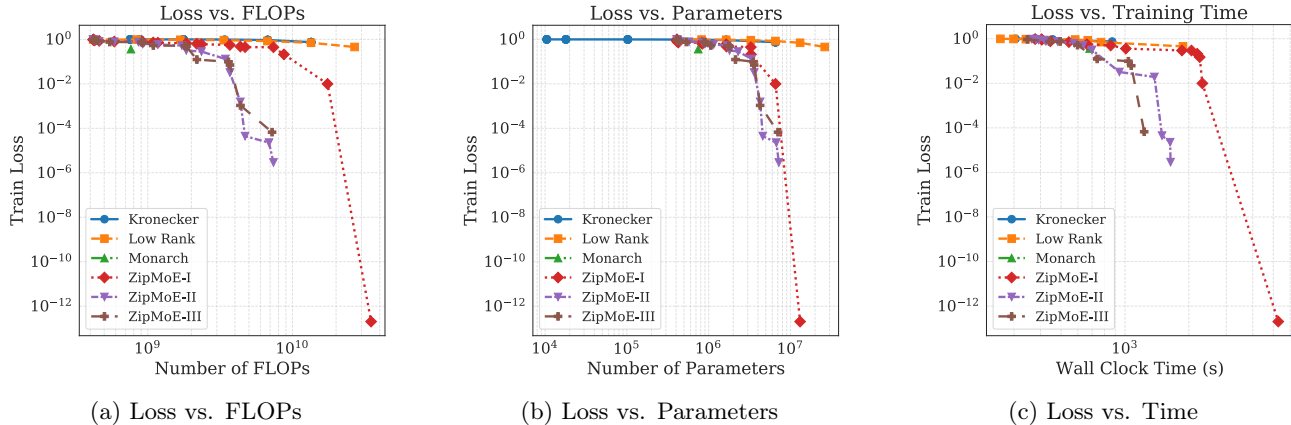 Loss vs. FLOPs
Train Loss
10^0
10^-2
10^-4
10^-6
10^-8
10^-10
10^-12
Kronecker
Low Rank
Monarch
ZipMoE-I
ZipMoE-II
ZipMoE-III
10^9
10^10
Number of FLOPs
(a) Loss vs. FLOPs
Loss vs. Parameters
Train Loss
10^0
10^-2
10^-4
10^-6
10^-8
10^-10
10^-12
Kronecker
Low Rank
Monarch
ZipMoE-I
ZipMoE-II
ZipMoE-III
10^4
10^5
10^6
10^7
Number of Parameters
(b) Loss vs. Parameters
Loss vs. Training Time
Train Loss
10^0
10^-2
10^-4
10^-6
10^-8
10^-10
10^-12
Kronecker
Low Rank
Monarch
ZipMoE-I
ZipMoE-II
ZipMoE-III
10^3
Wall Clock Time (s)
(c) Loss vs. Time